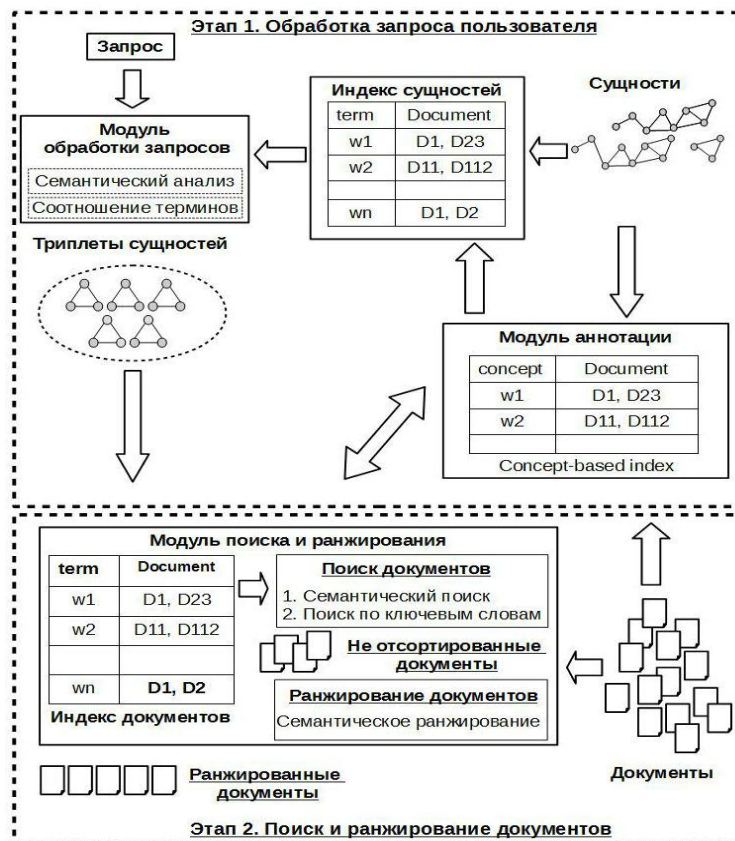 Этап 1. Обработка запроса пользователя
Запрос
Модуль
обработки запросов
Семантический анализ
Соотношение терминов
Индекс сущностей
term Document
w1 D1, D23
w2 D11, D112
wn D1, D2
Сущности
Триплеты сущностей
Модуль аннотации
concept Document
w1 D1, D23
w2 D11, D112
Concept-based index
Модуль поиска и ранжирования
term Document
w1 D1, D23
w2 D11, D112
wn D1, D2
Индекс документов
Поиск документов
1. Семантический поиск
2. Поиск по ключевым словам
Не отсортированные
документы
Ранжирование документов
Семантическое ранжирование
Документы
Ранжированные
документы
Этап 2. Поиск и ранжирование документов